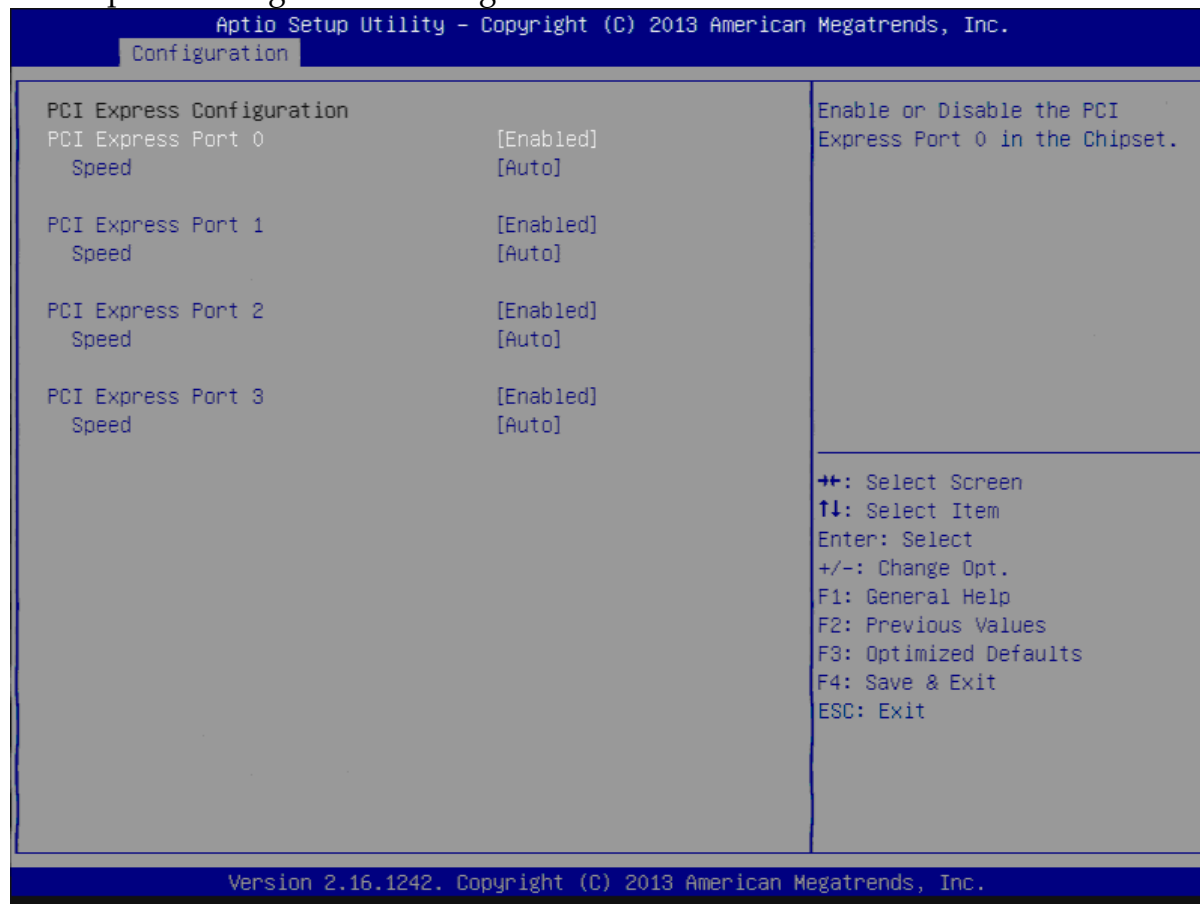 Aptio Setup Utility – Copyright (C) 2013 American Megatrends, Inc.
Configuration
PCI Express Configuration
PCI Express Port 0 [Enabled]
Speed [Auto]
PCI Express Port 1 [Enabled]
Speed [Auto]
PCI Express Port 2 [Enabled]
Speed [Auto]
PCI Express Port 3 [Enabled]
Speed [Auto]
Enable or Disable the PCI
Express Port 0 in the Chipset.
→←: Select Screen
↑↓: Select Item
Enter: Select
+/-: Change Opt.
F1: General Help
F2: Previous Values
F3: Optimized Defaults
F4: Save & Exit
ESC: Exit
Version 2.16.1242. Copyright (C) 2013 American Megatrends, Inc.